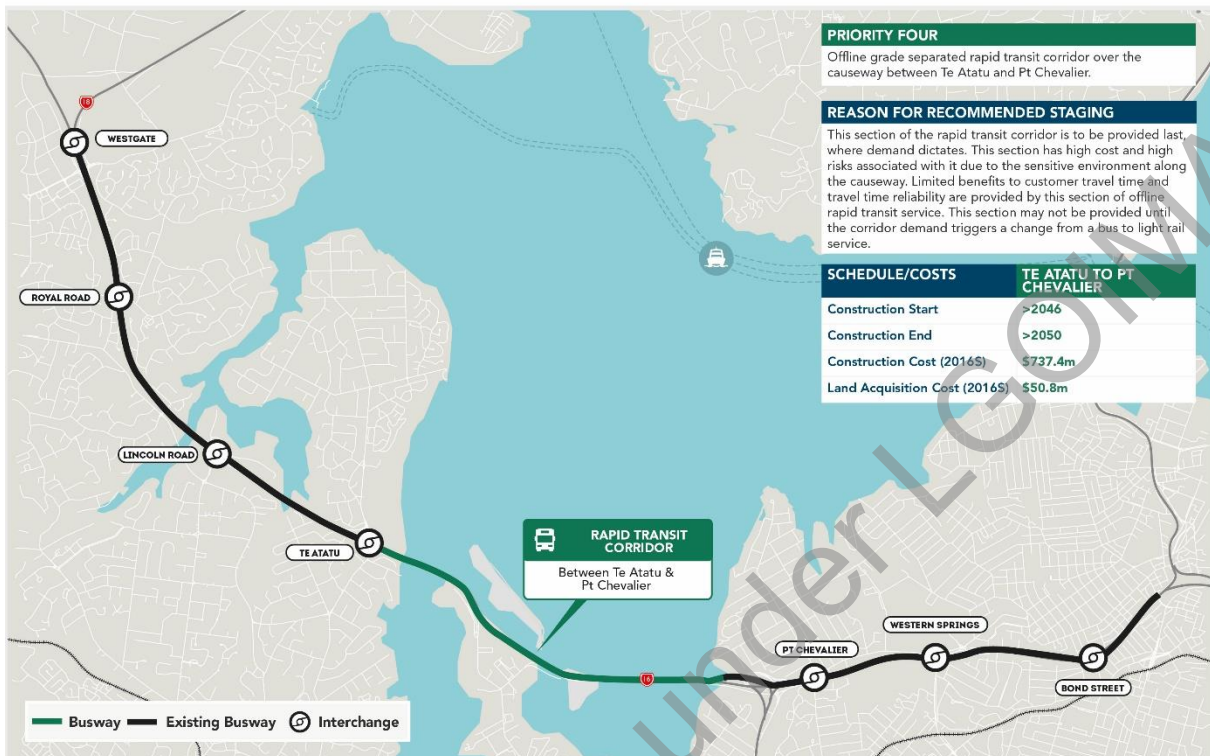 PRIORITY FOUR
Offline grade separated rapid transit corridor over the
causeway between Te Atatu and Pt Chevalier.
REASON FOR RECOMMENDED STAGING
This section of the rapid transit corridor is to be provided last,
where demand dictates. This section has high cost and high
risks associated with it due to the sensitive environment along
the causeway. Limited benefits to customer travel time and
travel time reliability are provided by this section of offline
rapid transit service. This section may not be provided until
the corridor demand triggers a change from a bus to light rail
service.
SCHEDULE/COSTS TE ATATU TO PT
CHEVALIER
Construction Start >2046
Construction End >2050
Construction Cost (2016$) $737.4m
Land Acquisition Cost (2016$) $50.8m
18
WESTGATE
ROYAL ROAD
LINCOLN ROAD
TE ATATU
RAPID TRANSIT
CORRIDOR
Between Te Atatu &
Pt Chevalier
16
PT CHEVALIER
WESTERN SPRINGS
BOND STREET
Busway Existing Busway Interchange
under LGOIMA